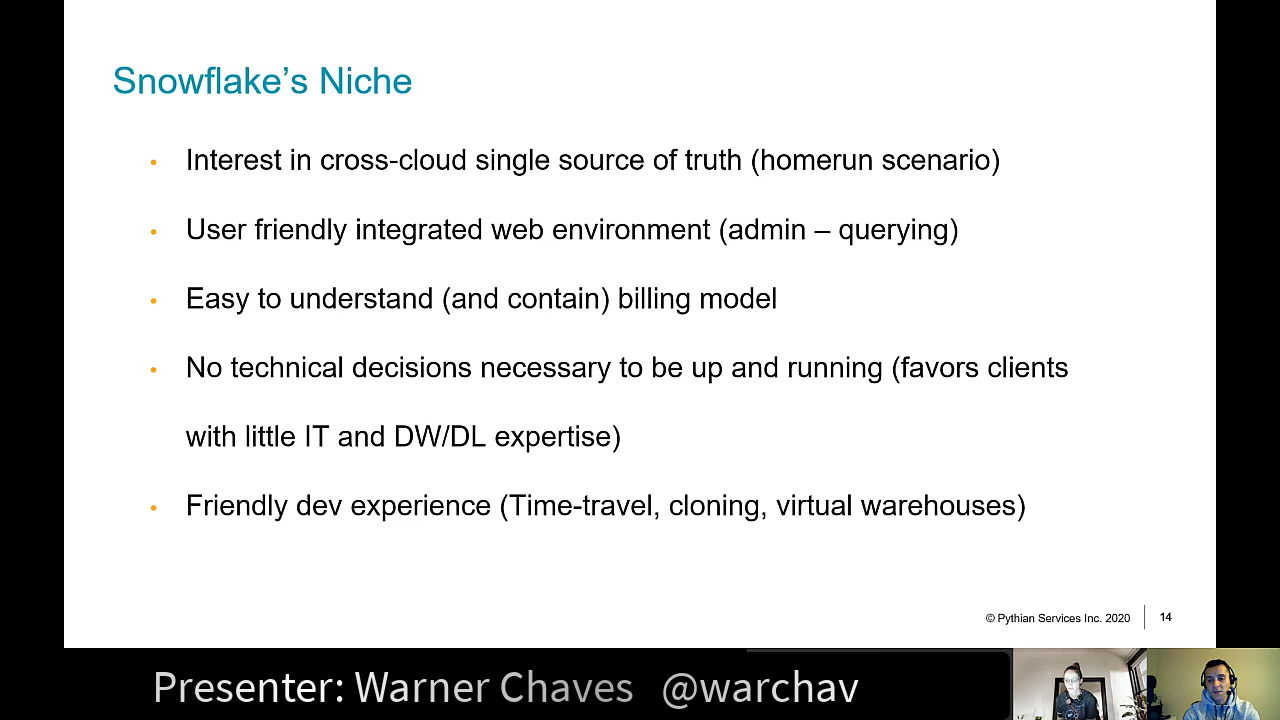 Snowflake’s Niche
• Interest in cross-cloud single source of truth (homerun scenario)
• User friendly integrated web environment (admin – querying)
• Easy to understand (and contain) billing model
• No technical decisions necessary to be up and running (favors clients
with little IT and DW/DL expertise)
• Friendly dev experience (Time-travel, cloning, virtual warehouses)
© Pythian Services Inc. 2020 14
Presenter: Warner Chaves @warchav